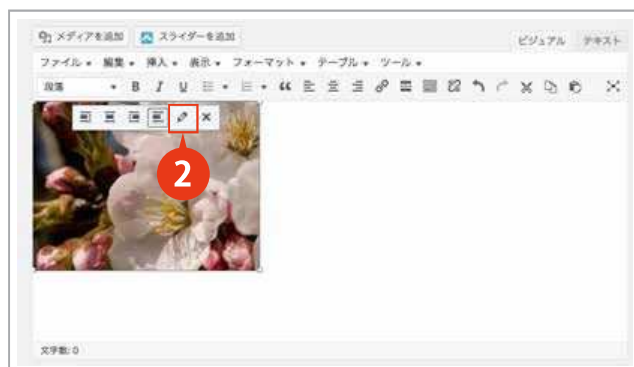 メディアを追加 スライダーを追加 ビジュアル テキスト
ファイル 編集 挿入 表示 フォーマット テーブル ツール
段落 B I U
2
文字数: 0